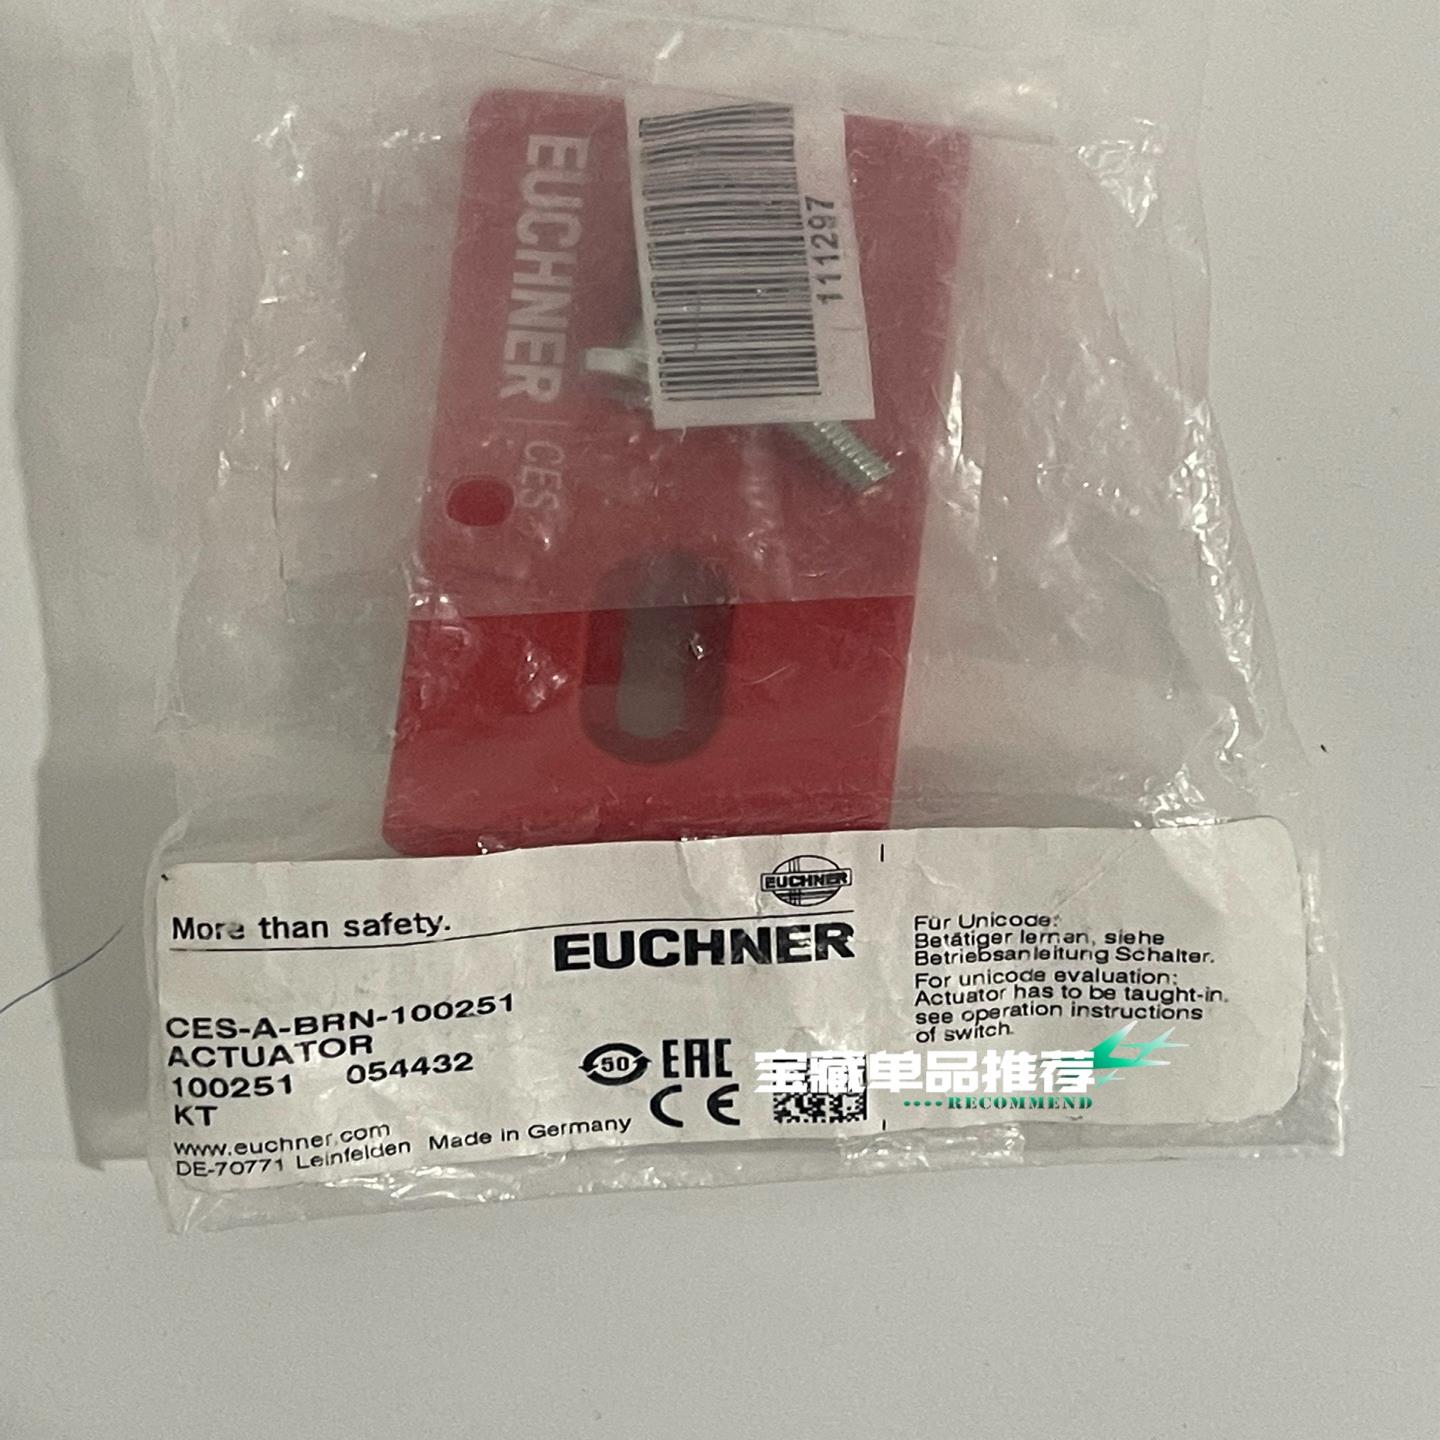 EUCHNER | CES
111297
EUCHNER
More than safety.
EUCHNER
CES-A-BRN-100251
ACTUATOR
100251 054432
KT
www.euchner.com
DE-70771 Leinfelden Made in Germany
50
EAC
CE
Für Unicode:
Betätiger lernen, siehe
Betriebsanleitung Schalter.
For unicode evaluation:
Actuator has to be taught-in,
see operation instructions
of switch.
宝藏单品推荐
RECOMMEND